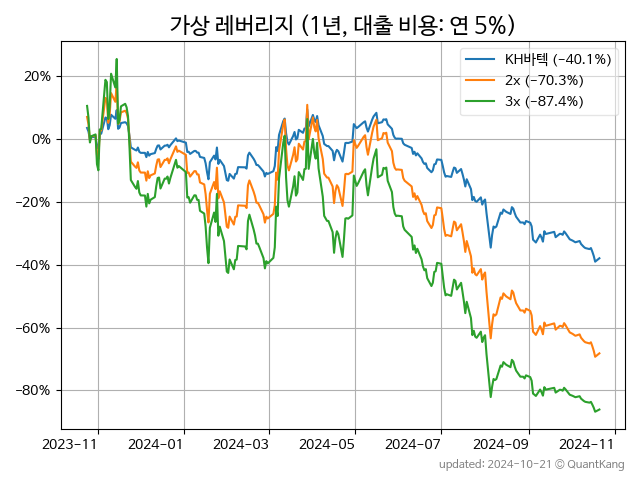 가상 레버리지 (1년, 대출 비용: 연 5%)
KH바텍 (−40.1%)
2x (−70.3%)
3x (−87.4%)
20%
0%
−20%
−40%
−60%
−80%
2023-11 2024-01 2024-03 2024-05 2024-07 2024-09 2024-11
updated: 2024-10-21 © QuantKang